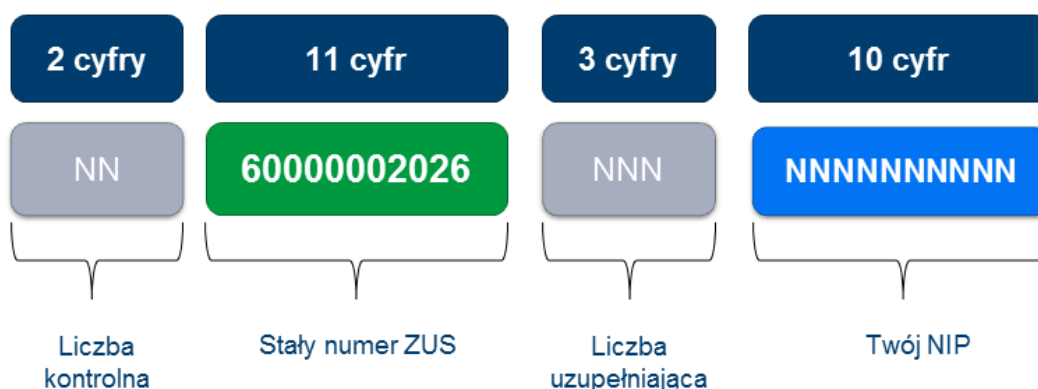 2 cyfry 11 cyfr 3 cyfry 10 cyfr
NN 60000002026 NNN NNNNNNNNNN
Liczba kontrolna
Stały numer ZUS
Liczba uzupełniająca
Twój NIP